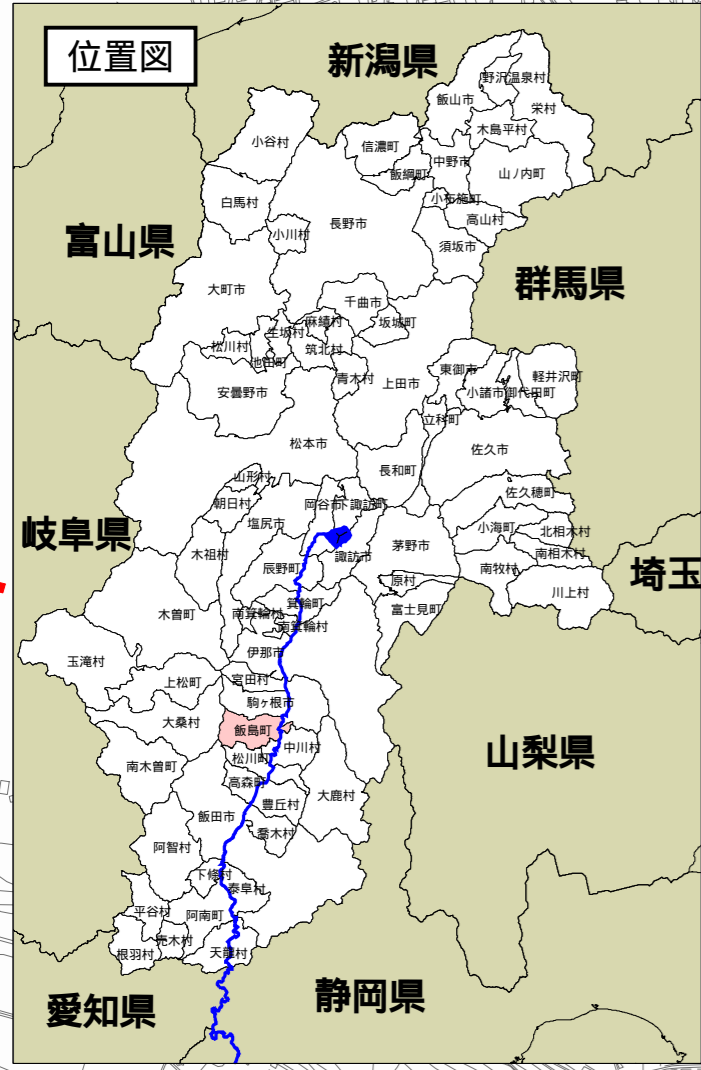 位置図
新潟県
野沢温泉村
飯山市
栄村
木島平村
小谷村
信濃町
中野市
飯綱町
山ノ内町
白馬村
小布施町
高山村
長野市
小川村
須坂市
富山県
群馬県
大町市
千曲市
麻績村
坂城町
生坂村
松川村
筑北村
池田町
東御市
軽井沢町
青木村
上田市
安曇野市
小諸市
御代田町
立科町
松本市
佐久市
長和町
山形村
佐久穂町
朝日村
岡谷市
下諏訪町
塩尻市
小海町
北相木村
岐阜県
茅野市
木祖村
諏訪市
南相木村
辰野町
南牧村
埼玉
原村
川上村
箕輪町
富士見町
木曽町
南箕輪村
南箕輪村
伊那市
玉滝村
上松町
宮田村
駒ヶ根市
大桑村
飯島町
中川村
山梨県
松川町
南木曽町
高森町
大鹿村
豊丘村
飯田市
喬木村
阿智村
下條村
泰阜村
平谷村
阿南町
売木村
根羽村
天龍村
静岡県
愛知県